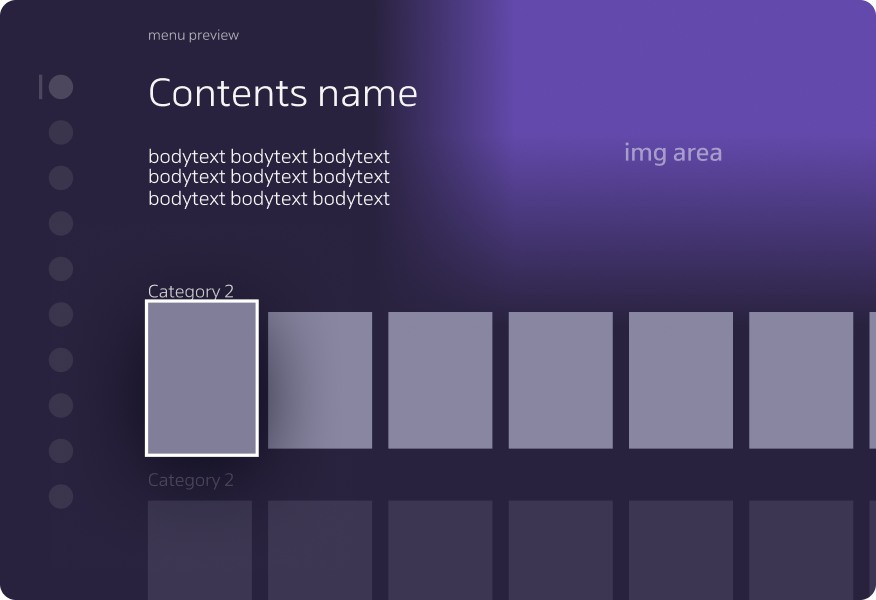 menu preview
Contents name
bodytext bodytext bodytext
bodytext bodytext bodytext
bodytext bodytext bodytext
img area
Category 2
Category 2